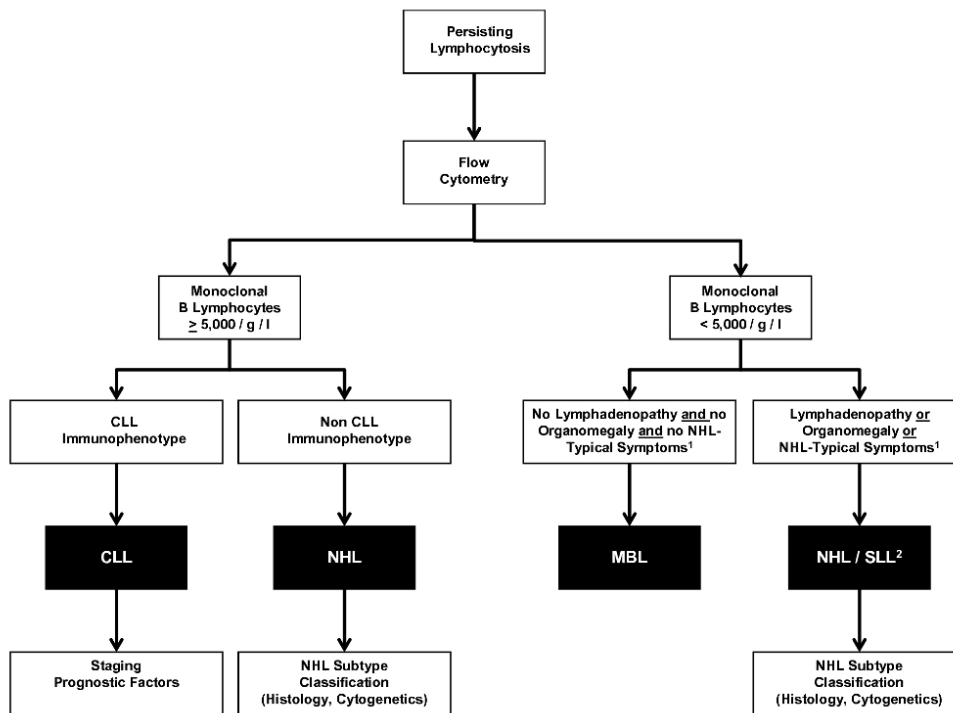 Persisting
Lymphocytosis
Flow
Cytometry
Monoclonal
B Lymphocytes
≥ 5,000 / g / l
Monoclonal
B Lymphocytes
< 5,000 / g / l
CLL
Immunophenotype
Non CLL
Immunophenotype
No Lymphadenopathy and no
Organomegaly and no NHL-
Typical Symptoms¹
Lymphadenopathy or
Organomegaly or
NHL-Typical Symptoms¹
CLL
NHL
MBL
NHL / SLL²
Staging
Prognostic Factors
NHL Subtype
Classification
(Histology, Cytogenetics)
NHL Subtype
Classification
(Histology, Cytogenetics)